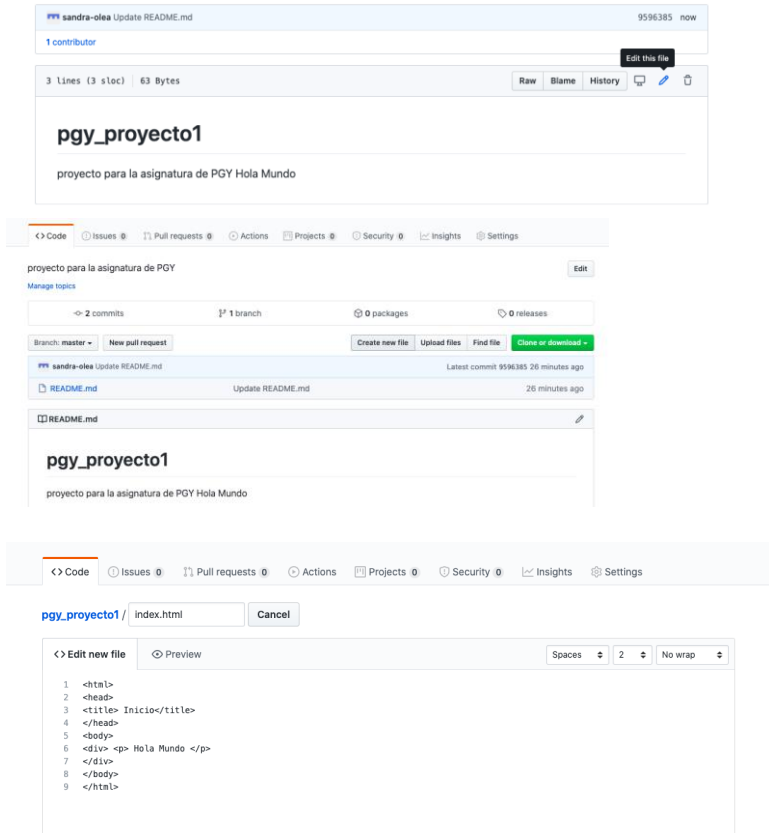 sandra-olea Update README.md 9596385 now
1 contributor
Edit this file
3 lines (3 sloc) 63 Bytes Raw Blame History
pgy_proyecto1
proyecto para la asignatura de PGY Hola Mundo
<> Code Issues 0 Pull requests 0 Actions Projects 0 Security 0 Insights Settings
proyecto para la asignatura de PGY Edit
Manage topics
2 commits 1 branch 0 packages 0 releases
Branch: master New pull request Create new file Upload files Find file Clone or download
sandra-olea Update README.md Latest commit 9596385 26 minutes ago
README.md Update README.md 26 minutes ago
README.md
pgy_proyecto1
proyecto para la asignatura de PGY Hola Mundo
<> Code Issues 0 Pull requests 0 Actions Projects 0 Security 0 Insights Settings
pgy_proyecto1 / index.html Cancel
<> Edit new file Preview Spaces 2 No wrap
1 <html>
2 <head>
3 <title> Inicio</title>
4 </head>
5 <body>
6 <div> <p> Hola Mundo </p>
7 </div>
8 </body>
9 </html>